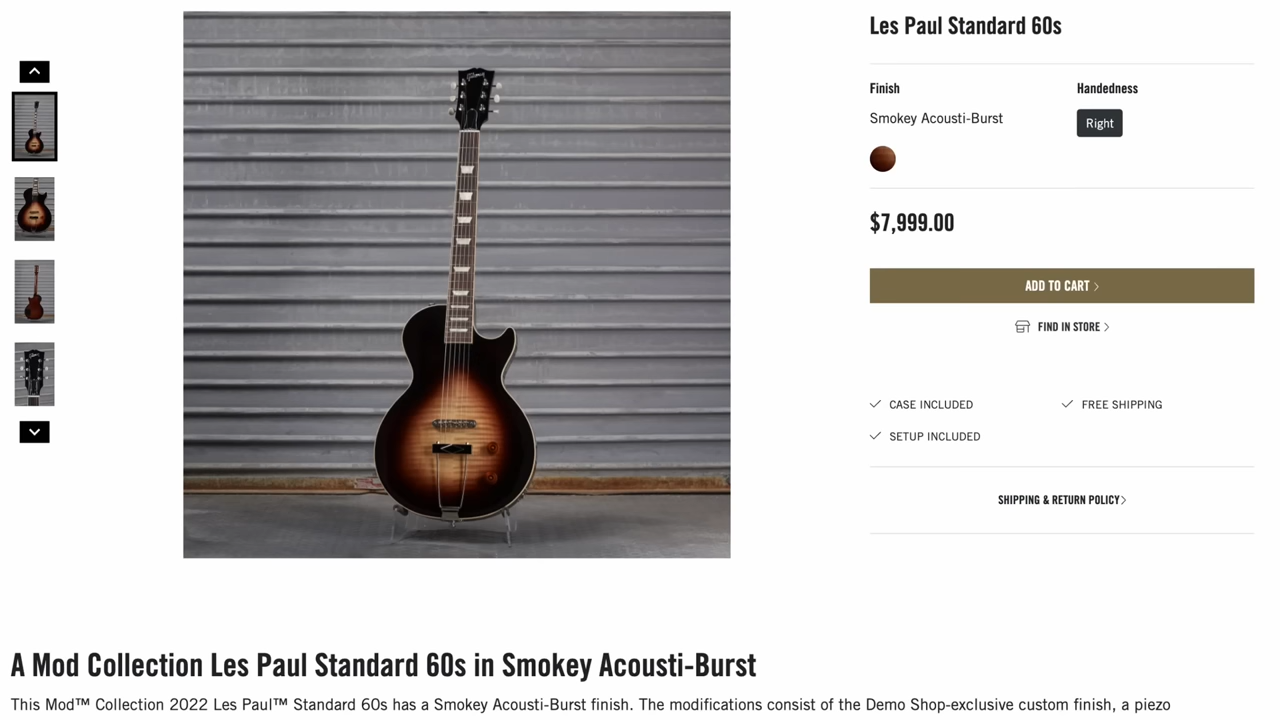 Les Paul Standard 60s
Finish
Handedness
Smokey Acousti-Burst
Right
$7,999.00
ADD TO CART
FIND IN STORE
CASE INCLUDED
FREE SHIPPING
SETUP INCLUDED
SHIPPING & RETURN POLICY
A Mod Collection Les Paul Standard 60s in Smokey Acousti-Burst
This Mod™ Collection 2022 Les Paul™ Standard 60s has a Smokey Acousti-Burst finish. The modifications consist of the Demo Shop-exclusive custom finish, a piezo